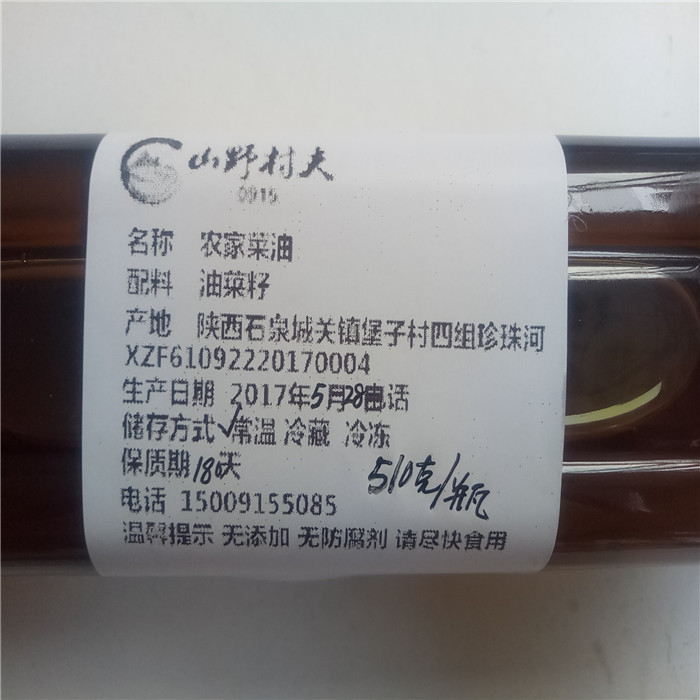 山野村夫
0915
名称 农家菜油
配料 油菜籽
产地 陕西石泉城关镇堡子村四组珍珠河
XZF61092220170004
生产日期 2017年5月28日电话
储存方式✓常温 冷藏 冷冻
保质期180天
510克/瓶
电话 15009155085
温馨提示 无添加 无防腐剂 请尽快食用